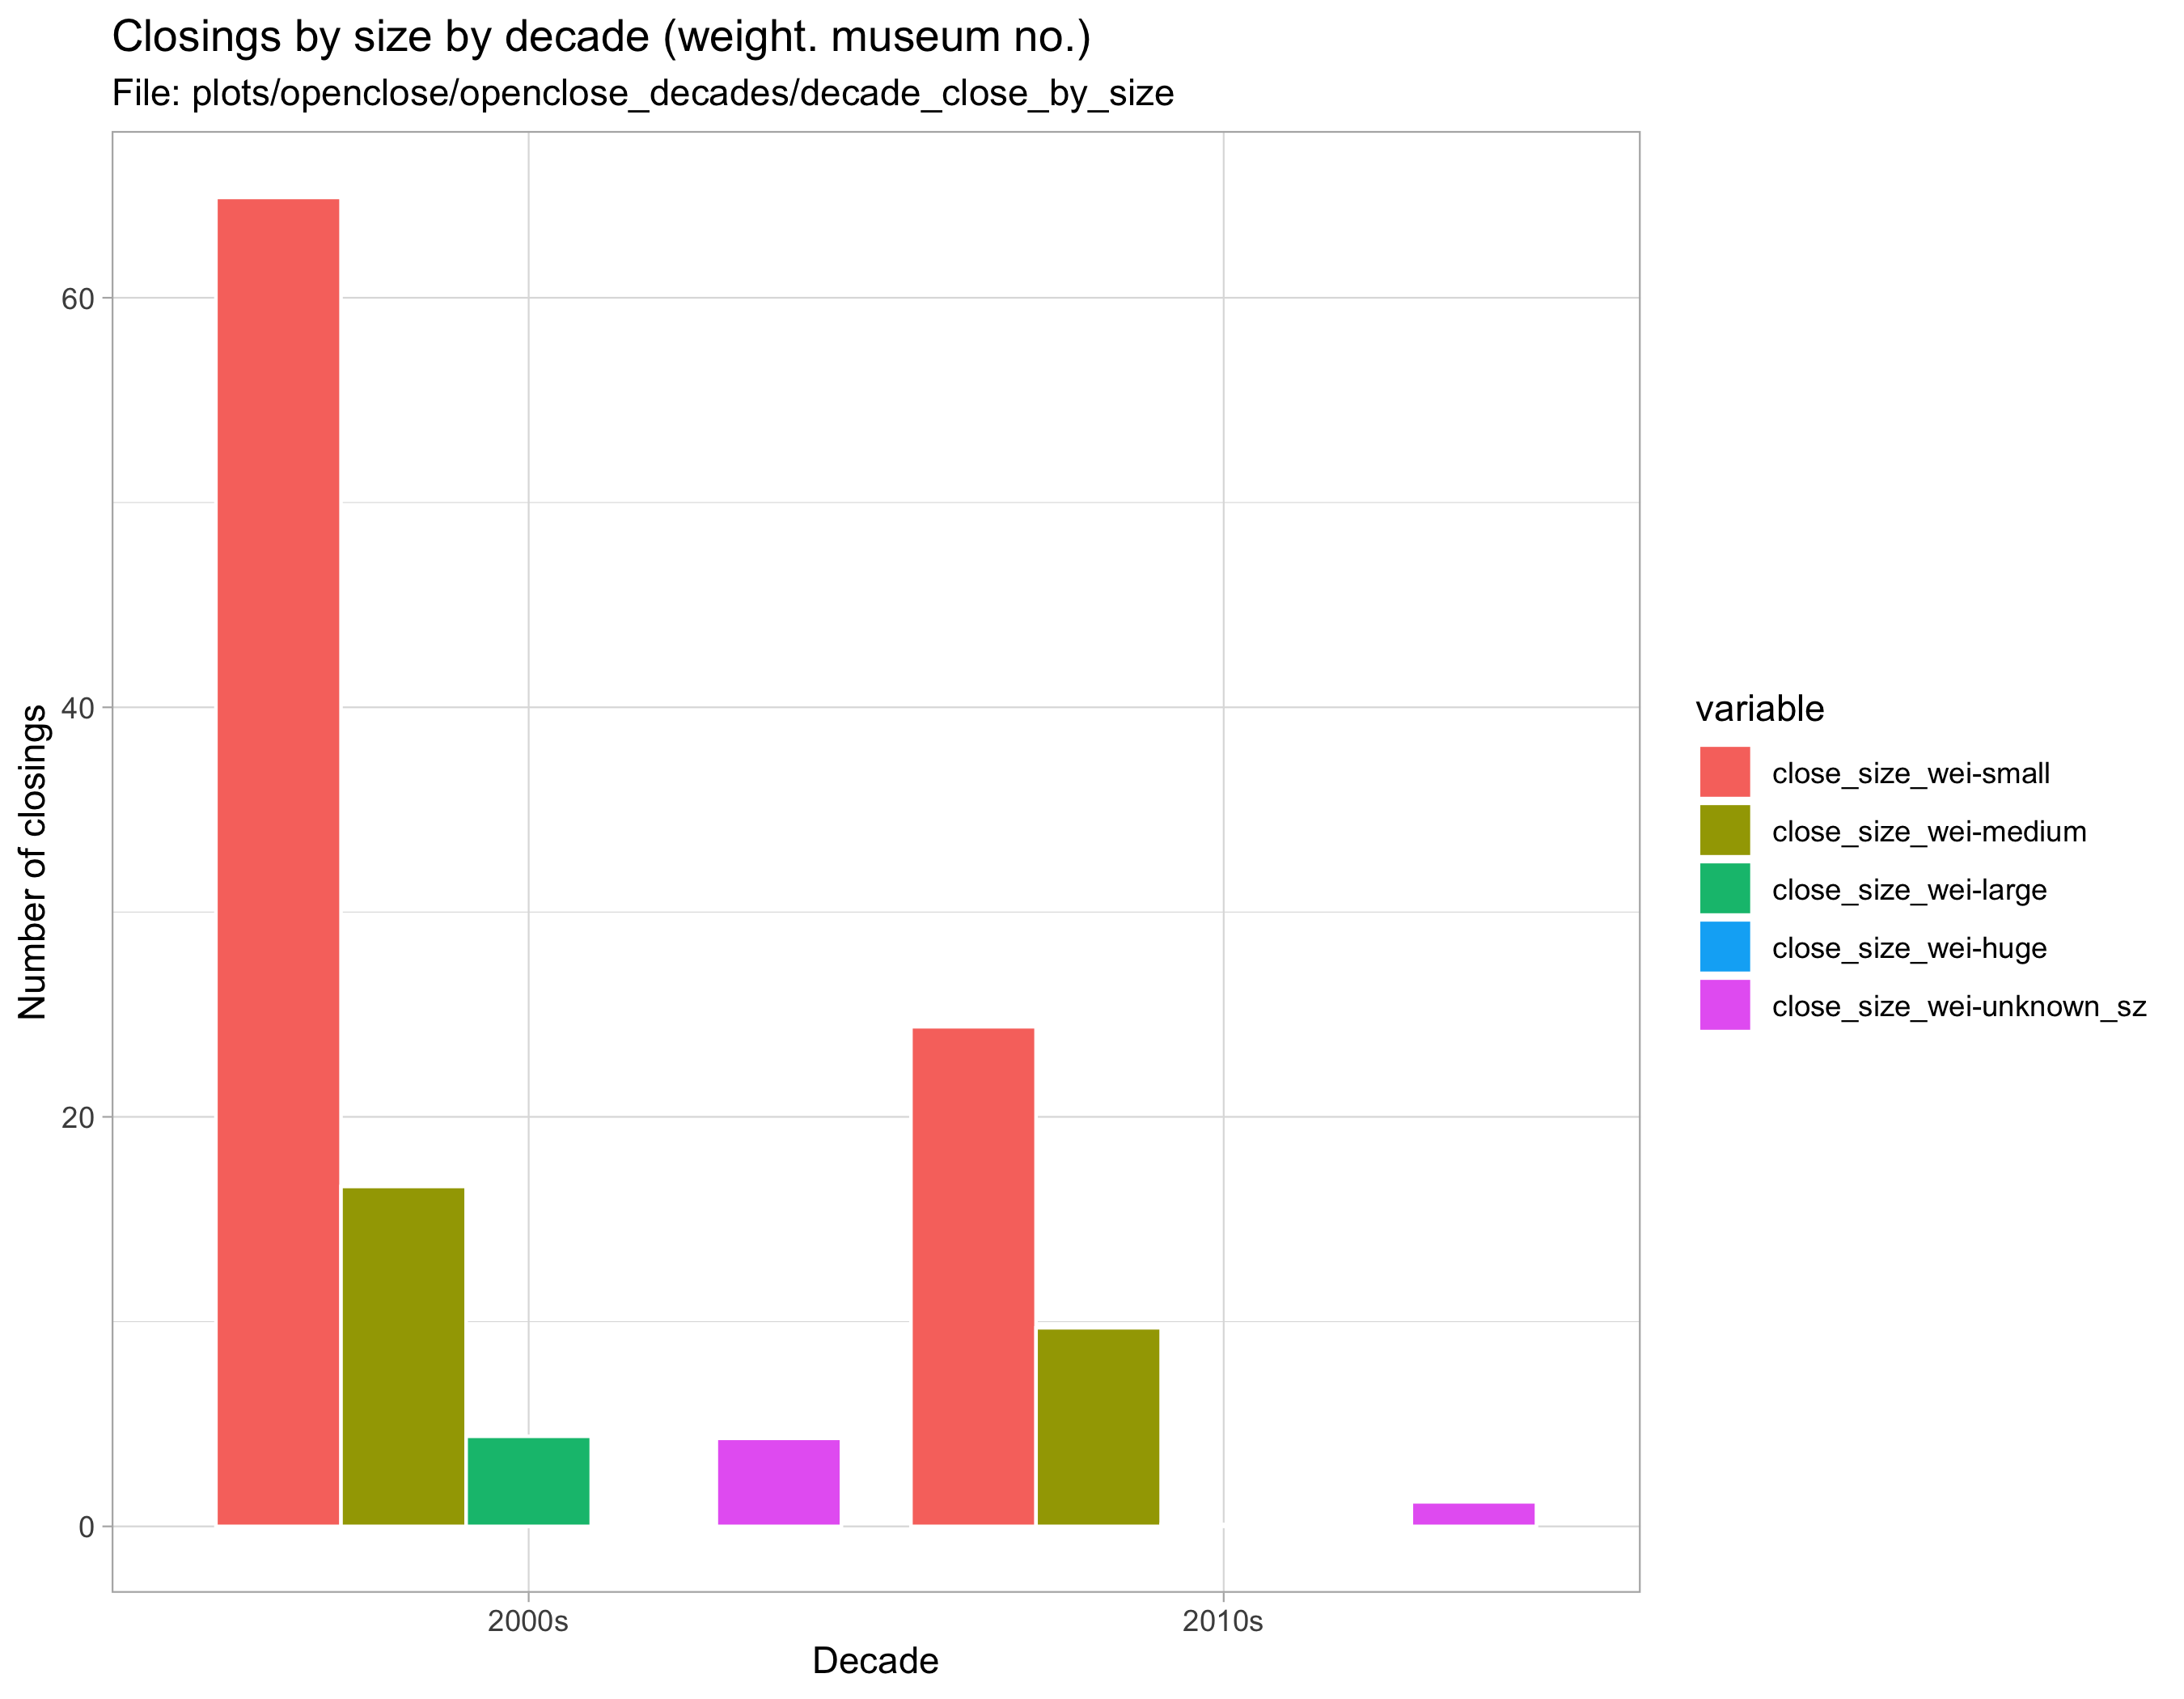 Closings by size by decade (weight. museum no.)
File: plots/openclose/openclose_decades/decade_close_by_size
60
40
20
0
Number of closings
2000s
2010s
Decade
variable
close_size_wei-small
close_size_wei-medium
close_size_wei-large
close_size_wei-huge
close_size_wei-unknown_sz